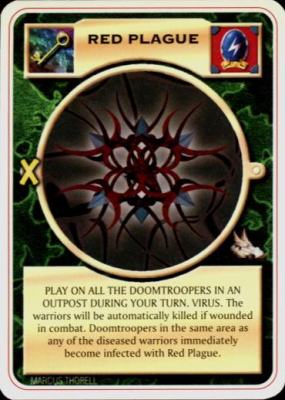 RED PLAGUE
X
PLAY ON ALL THE DOOMTROOPERS IN AN
OUTPOST DURING YOUR TURN. VIRUS. The
warriors will be automatically killed if wounded
in combat. Doomtroopers in the same area as
any of the diseased warriors immediately
become infected with Red Plague.
MARCUS THORELL